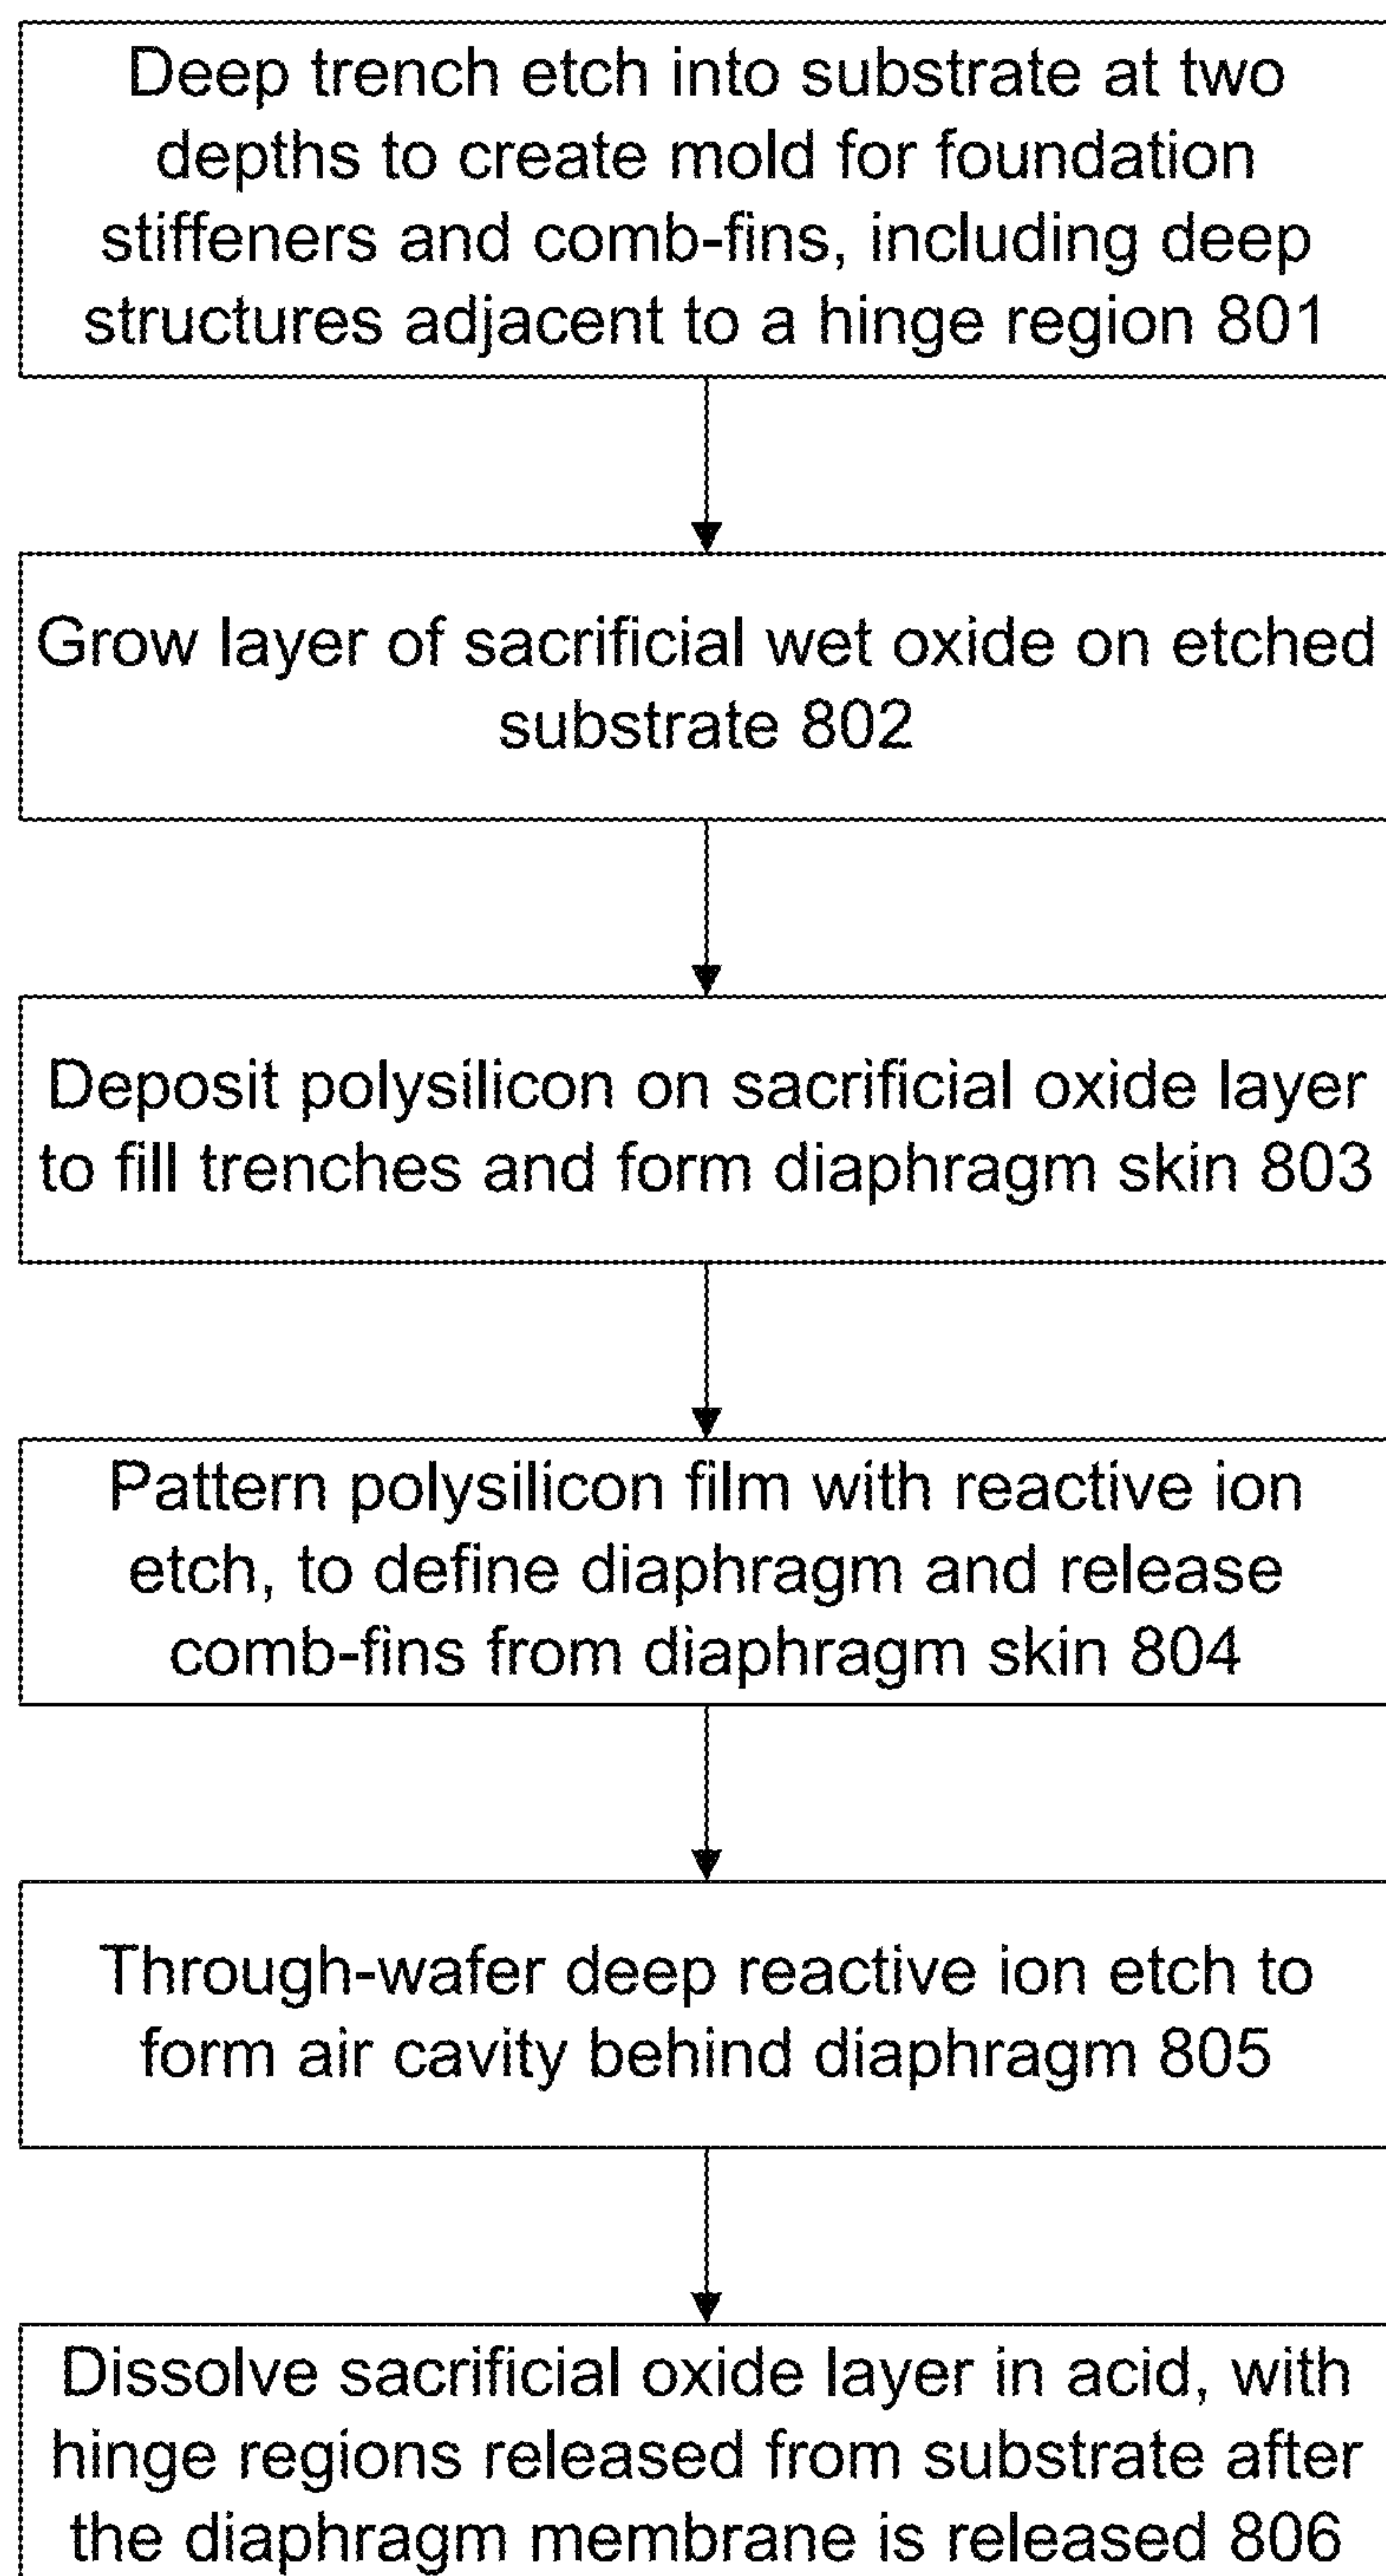 Deep trench etch into substrate at two
depths to create mold for foundation
stiffeners and comb-fins, including deep
structures adjacent to a hinge region 801
Grow layer of sacrificial wet oxide on etched
substrate 802
Deposit polysilicon on sacrificial oxide layer
to fill trenches and form diaphragm skin 803
Pattern polysilicon film with reactive ion
etch, to define diaphragm and release
comb-fins from diaphragm skin 804
Through-wafer deep reactive ion etch to
form air cavity behind diaphragm 805
Dissolve sacrificial oxide layer in acid, with
hinge regions released from substrate after
the diaphragm membrane is released 806